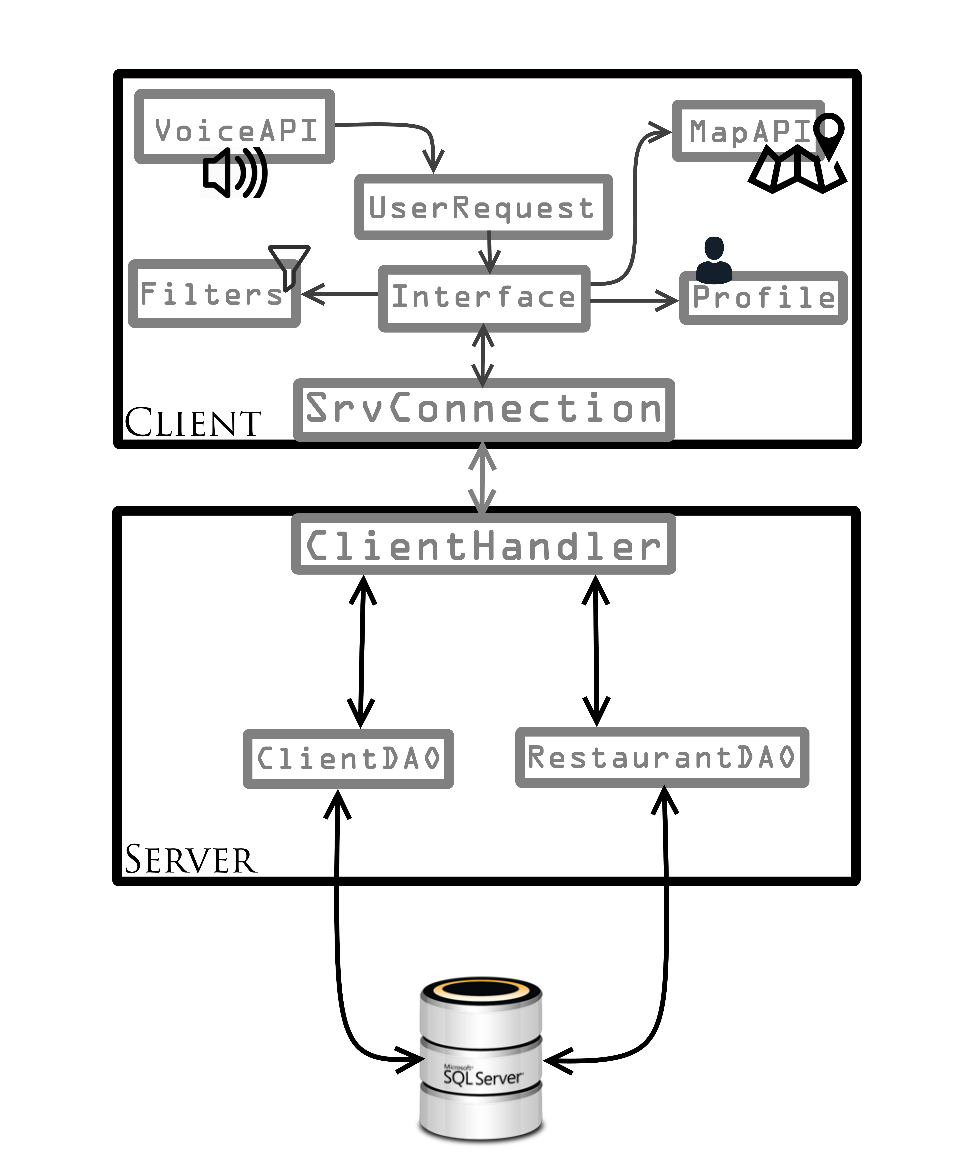 VoiceAPI
MapAPI
UserRequest
Filters
Interface
Profile
SrvConnection
Client
ClientHandler
ClientDAO
RestaurantDAO
Server
Microsoft
SQL Server